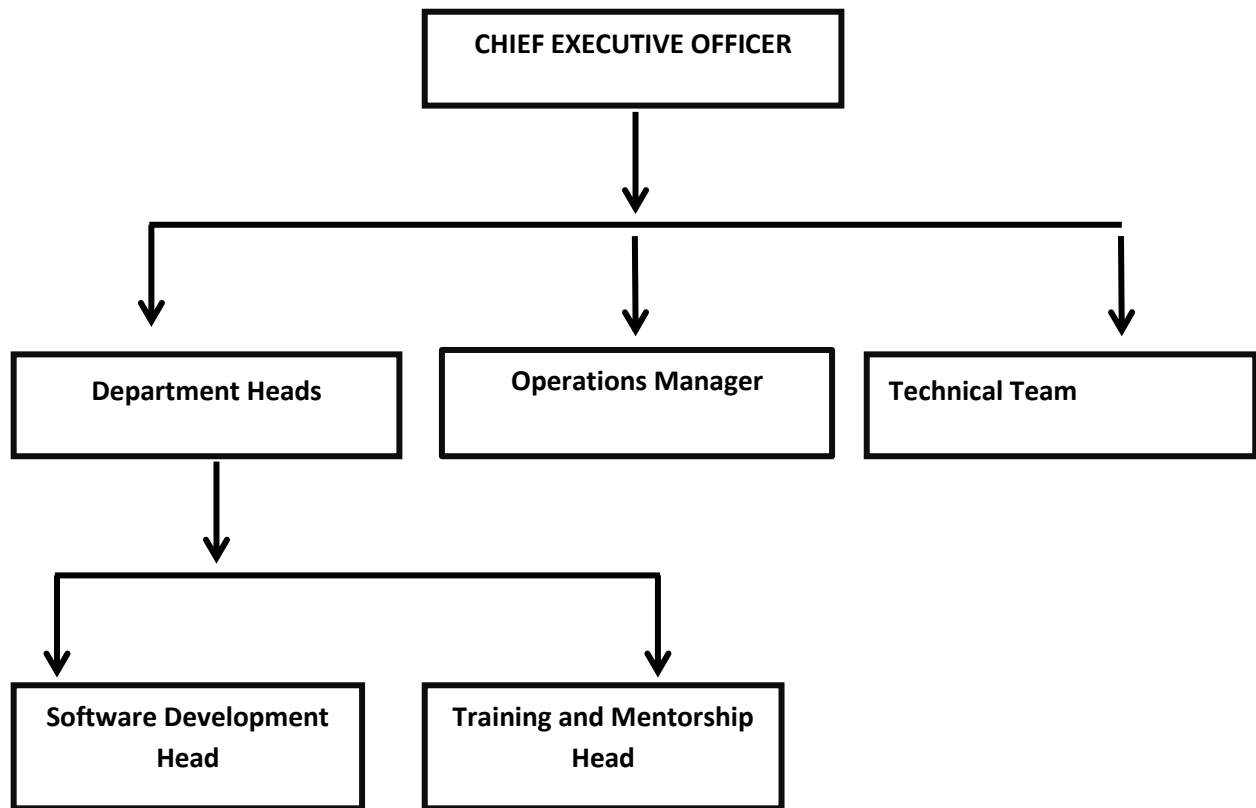 CHIEF EXECUTIVE OFFICER
Department Heads
Operations Manager
Technical Team
Software Development
Head
Training and Mentorship
Head